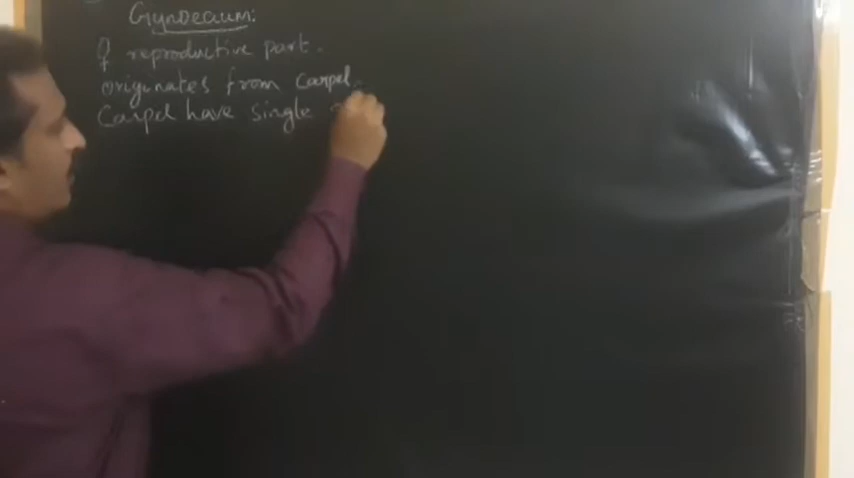 Gynoecium:
♀ reproductive part.
originates from Carpel.
Carpel have single